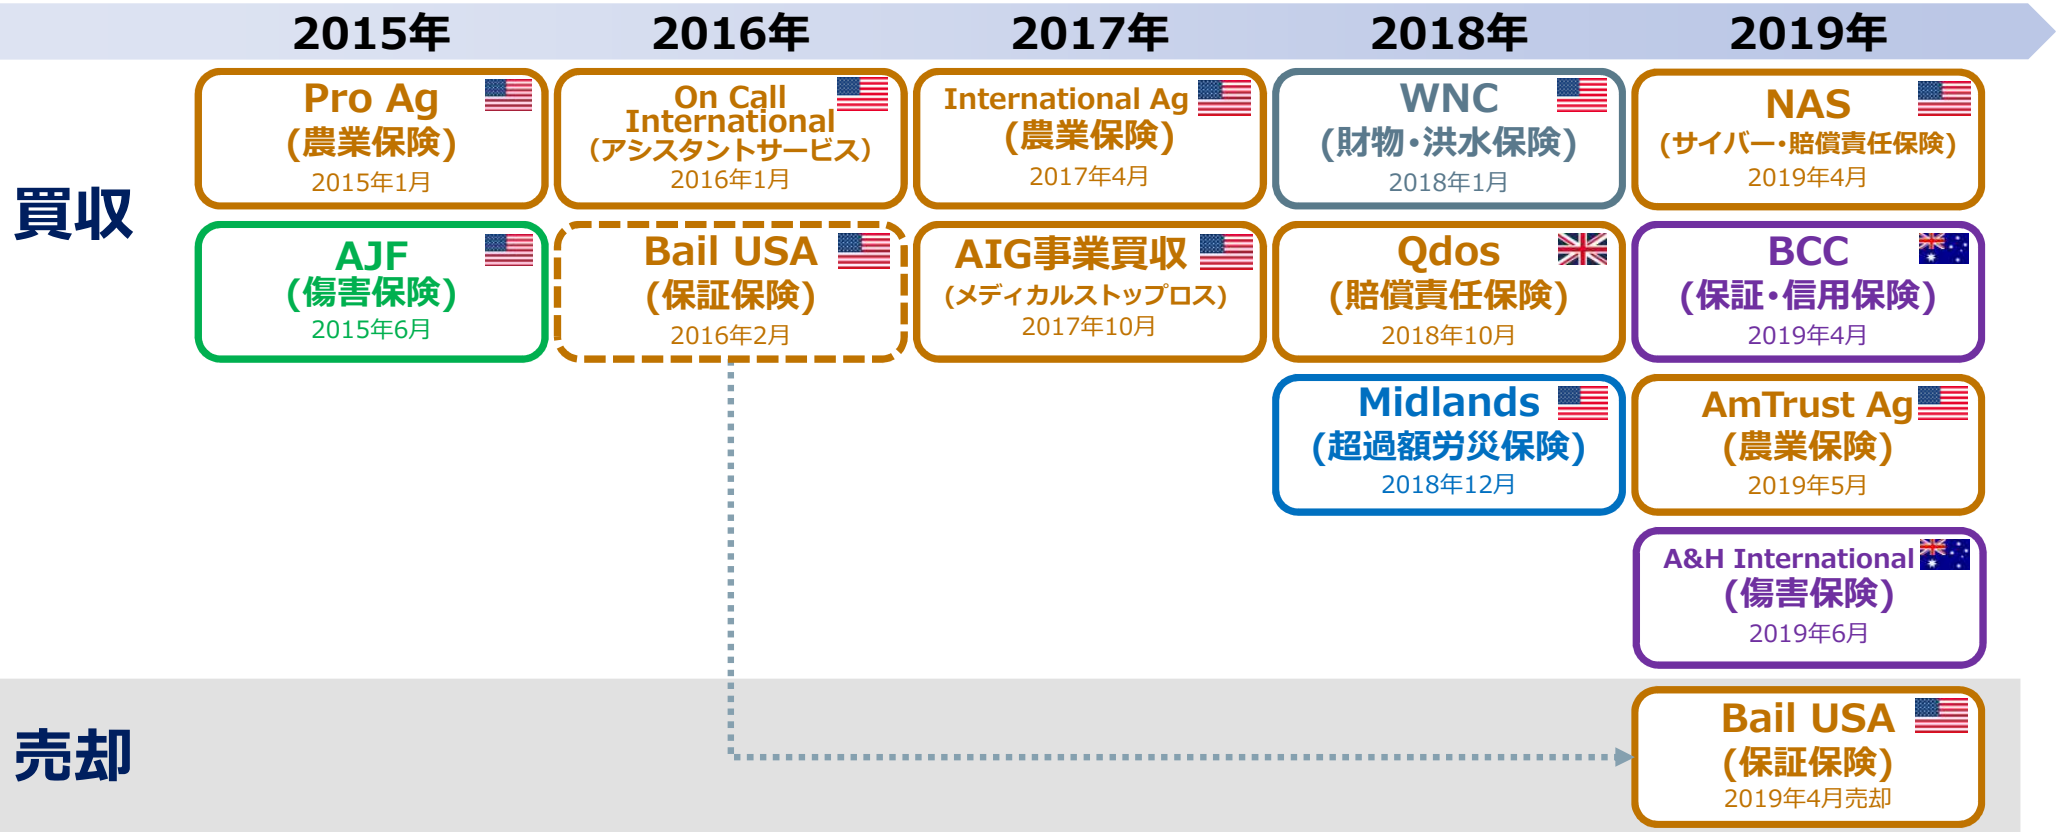 2015年
2016年
2017年
2018年
2019年
買収
Pro Ag
(農業保険)
2015年1月
On Call
International
(アシスタントサービス)
2016年1月
International Ag
(農業保険)
2017年4月
WNC
(財物・洪水保険)
2018年1月
NAS
(サイバー・賠償責任保険)
2019年4月
AJF
(傷害保険)
2015年6月
Bail USA
(保証保険)
2016年2月
AIG事業買収
(メディカルストップロス)
2017年10月
Qdos
(賠償責任保険)
2018年10月
BCC
(保証・信用保険)
2019年4月
Midlands
(超過額労災保険)
2018年12月
AmTrust Ag
(農業保険)
2019年5月
A&H International
(傷害保険)
2019年6月
売却
Bail USA
(保証保険)
2019年4月売却